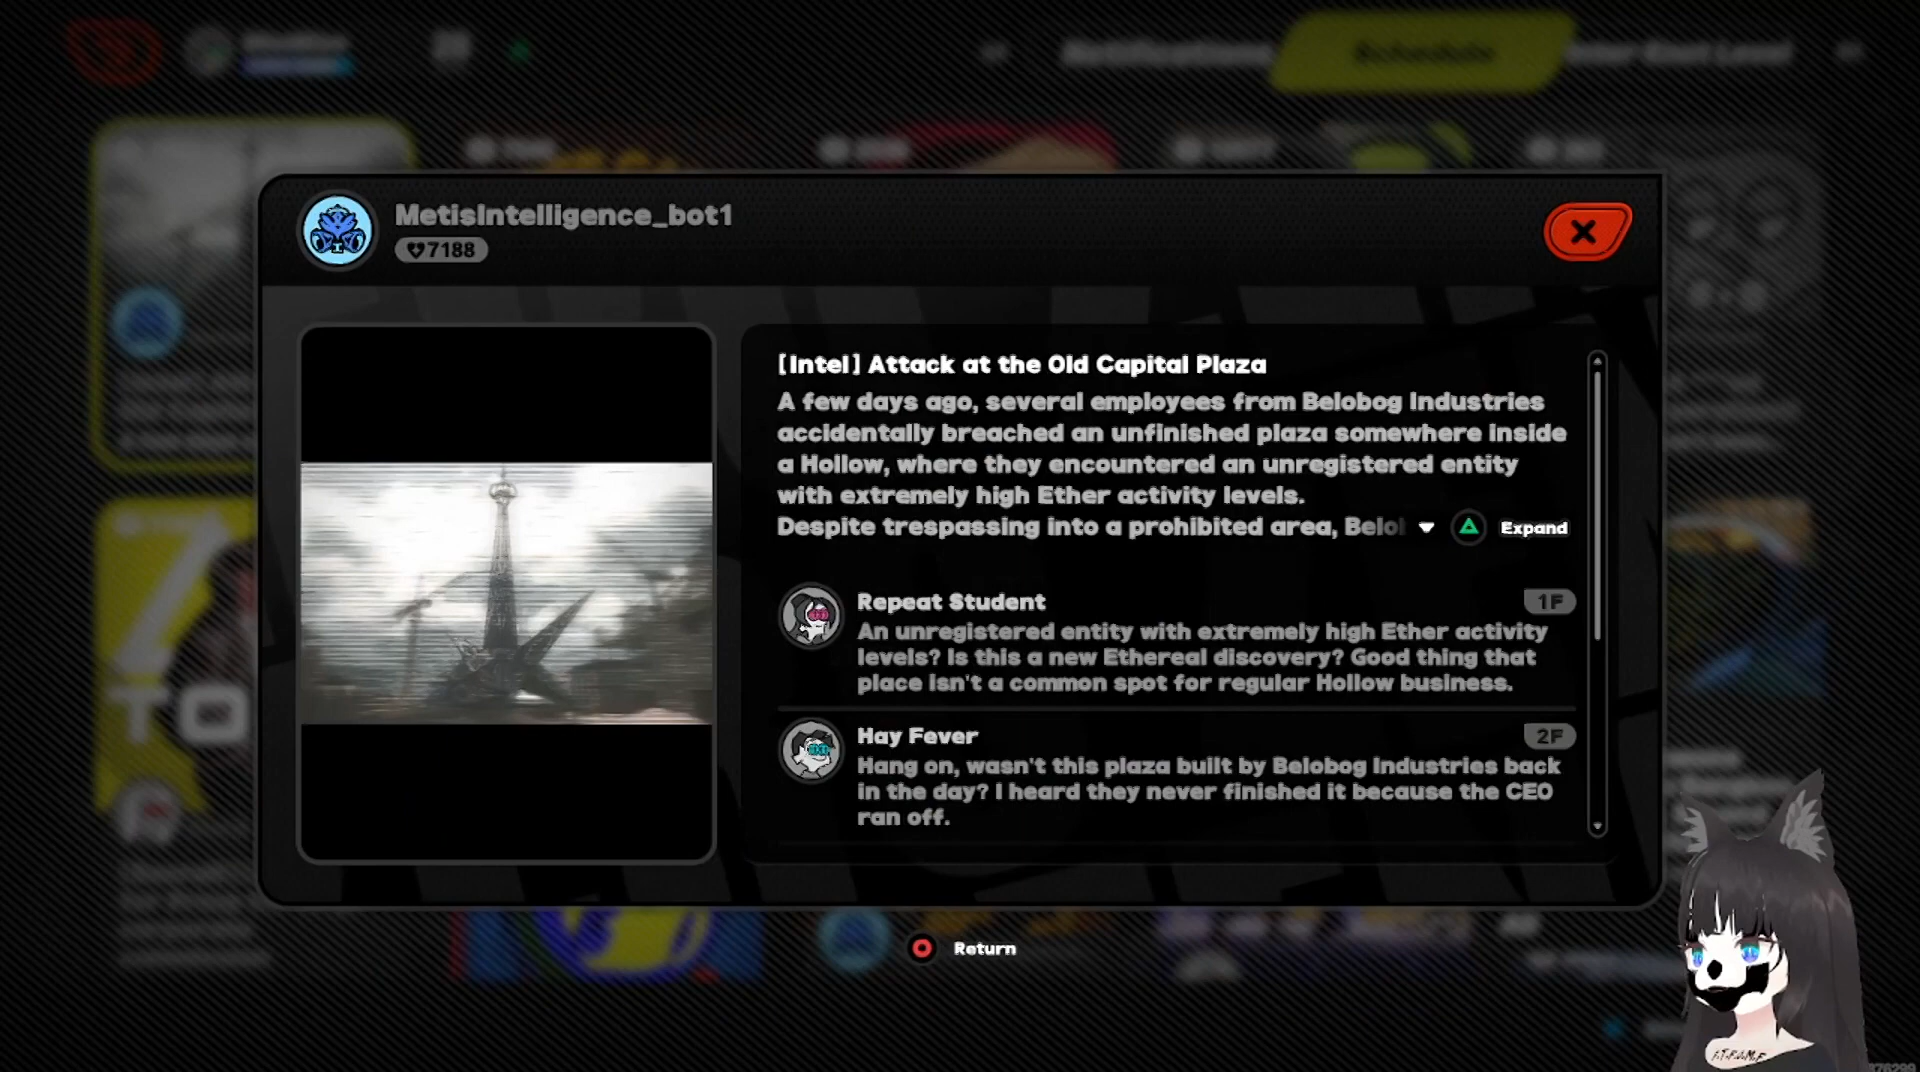 Notifications
Schedule
MetisIntelligence_bot1
7188
[Intel] Attack at the Old Capital Plaza
A few days ago, several employees from Belobog Industries
accidentally breached an unfinished plaza somewhere inside
a Hollow, where they encountered an unregistered entity
with extremely high Ether activity levels.
Despite trespassing into a prohibited area, Belob
Expand
Repeat Student
1F
An unregistered entity with extremely high Ether activity
levels? Is this a new Ethereal discovery? Good thing that
place isn't a common spot for regular Hollow business.
Hay Fever
2F
Hang on, wasn't this plaza built by Belobog Industries back
in the day? I heard they never finished it because the CEO
ran off.
TO
Return